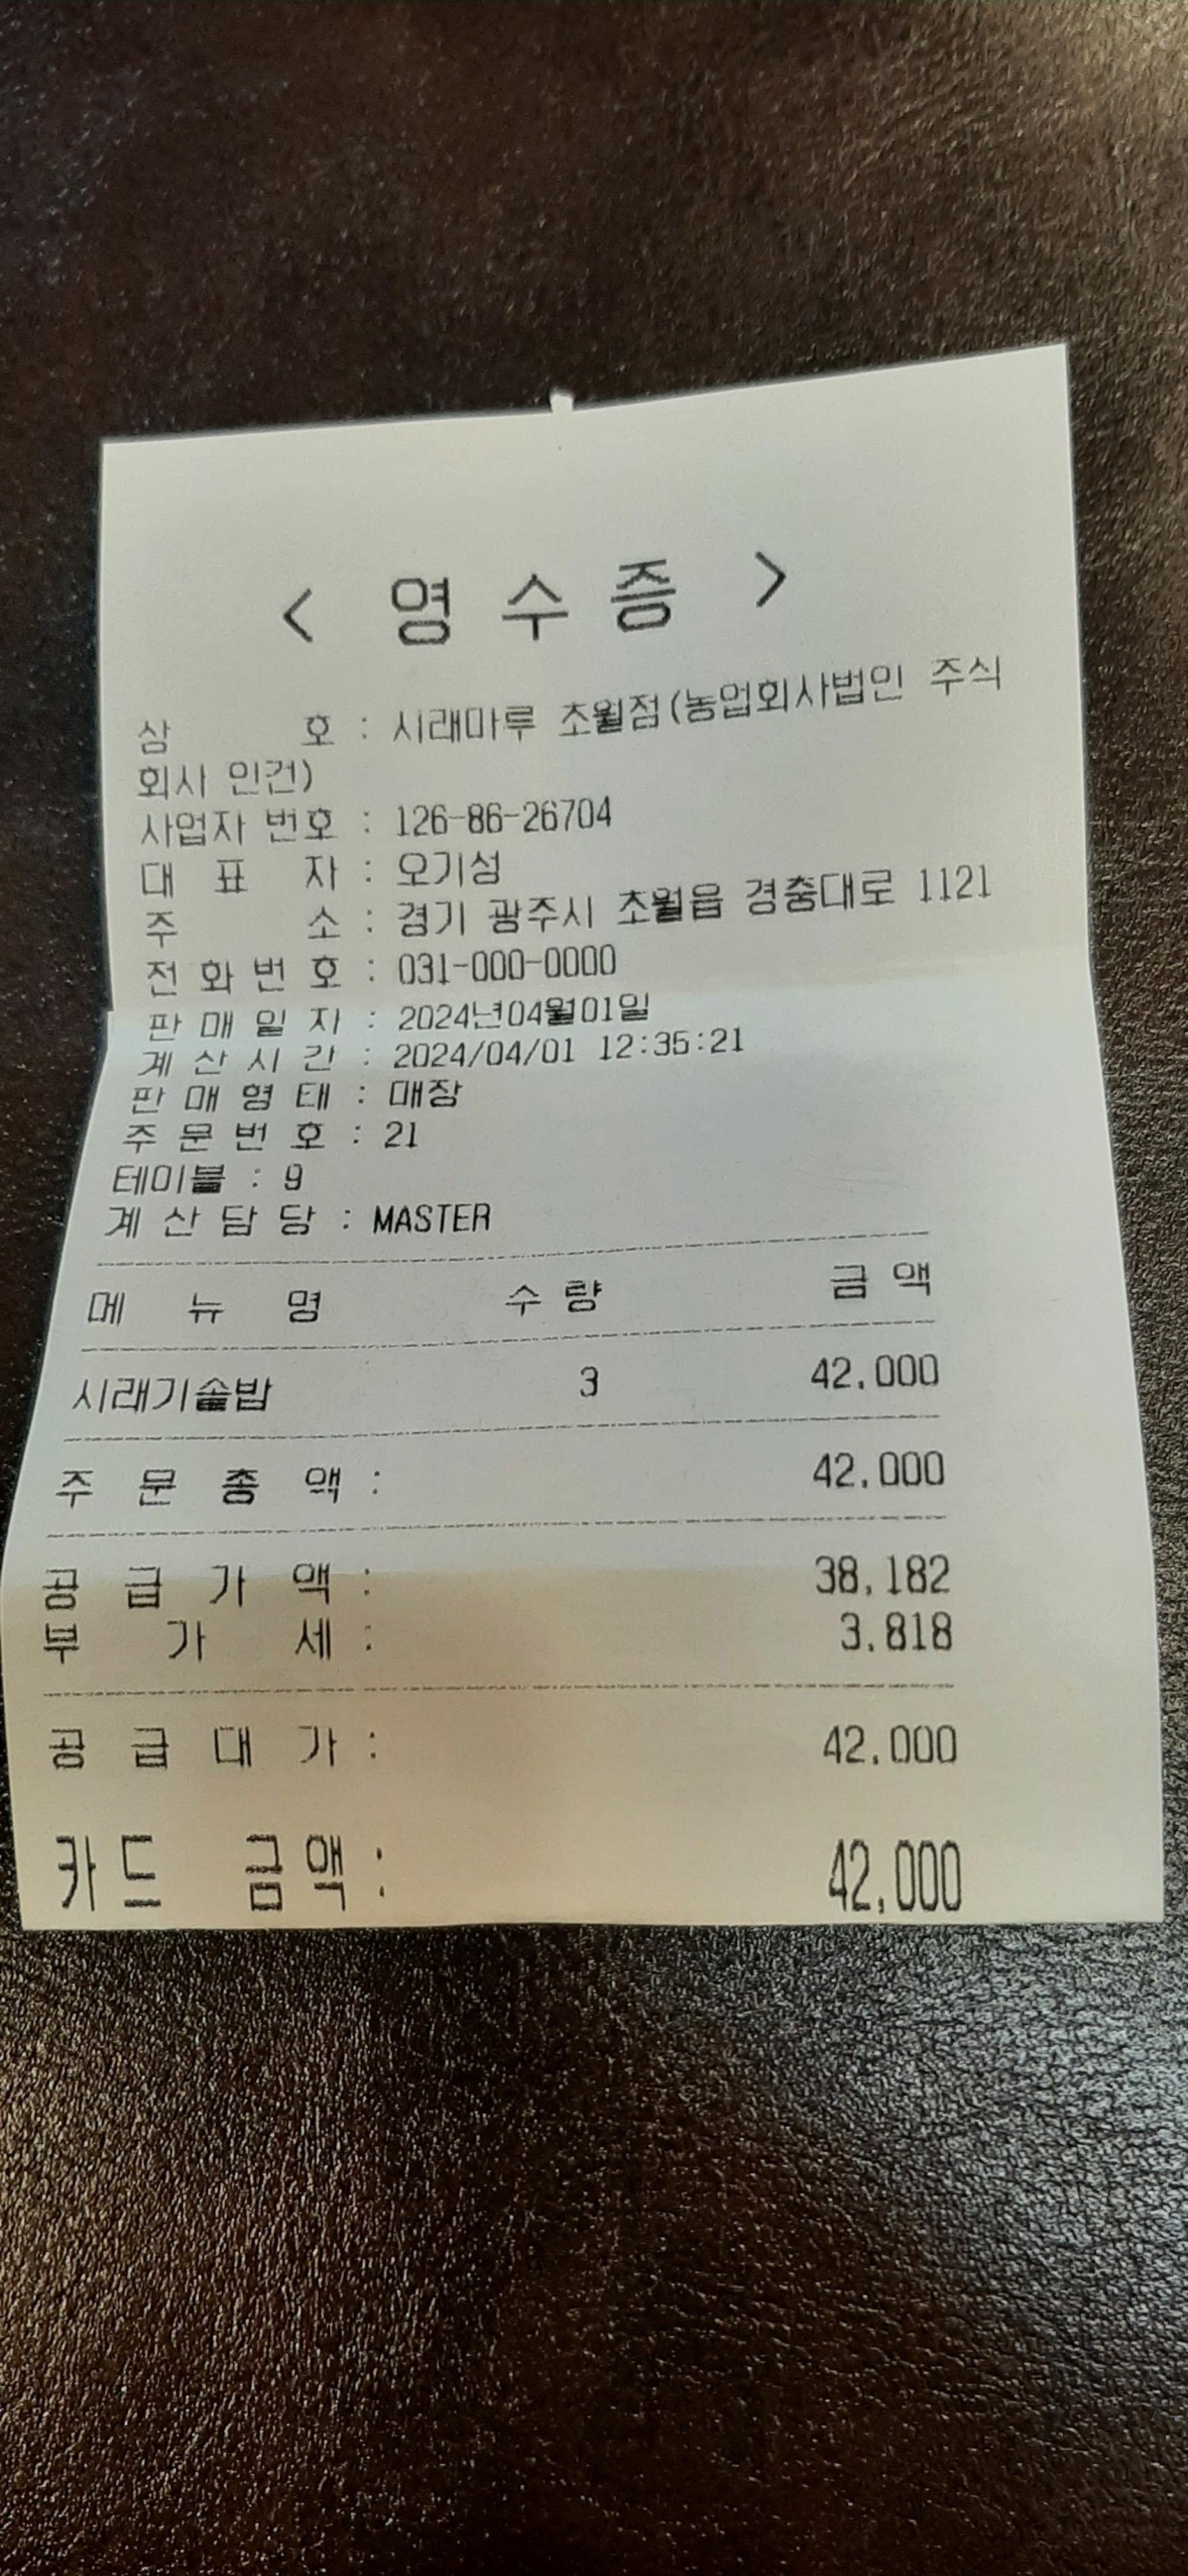 < 영 수 증 >
상 호 : 시래마루 초월점(농업회사법인 주식
회사 인건)
사업자 번호 : 126-86-26704
대 표 자 : 오기성
주 소 : 경기 광주시 초월읍 경충대로 1121
전 화 번 호 : 031-000-0000
판 매 일 자 : 2024년04월01일
계 산 시 간 : 2024/04/01 12:35:21
판 매 형 태 : 매장
주 문 번 호 : 21
테이블 : 9
계 산 담 당 : MASTER
메 뉴 명 수 량 금 액
시래기솥밥 3 42,000
주 문 총 액 : 42,000
공 급 가 액 : 38,182
부 가 세 : 3,818
공 급 대 가 : 42,000
카드 금액 : 42,000